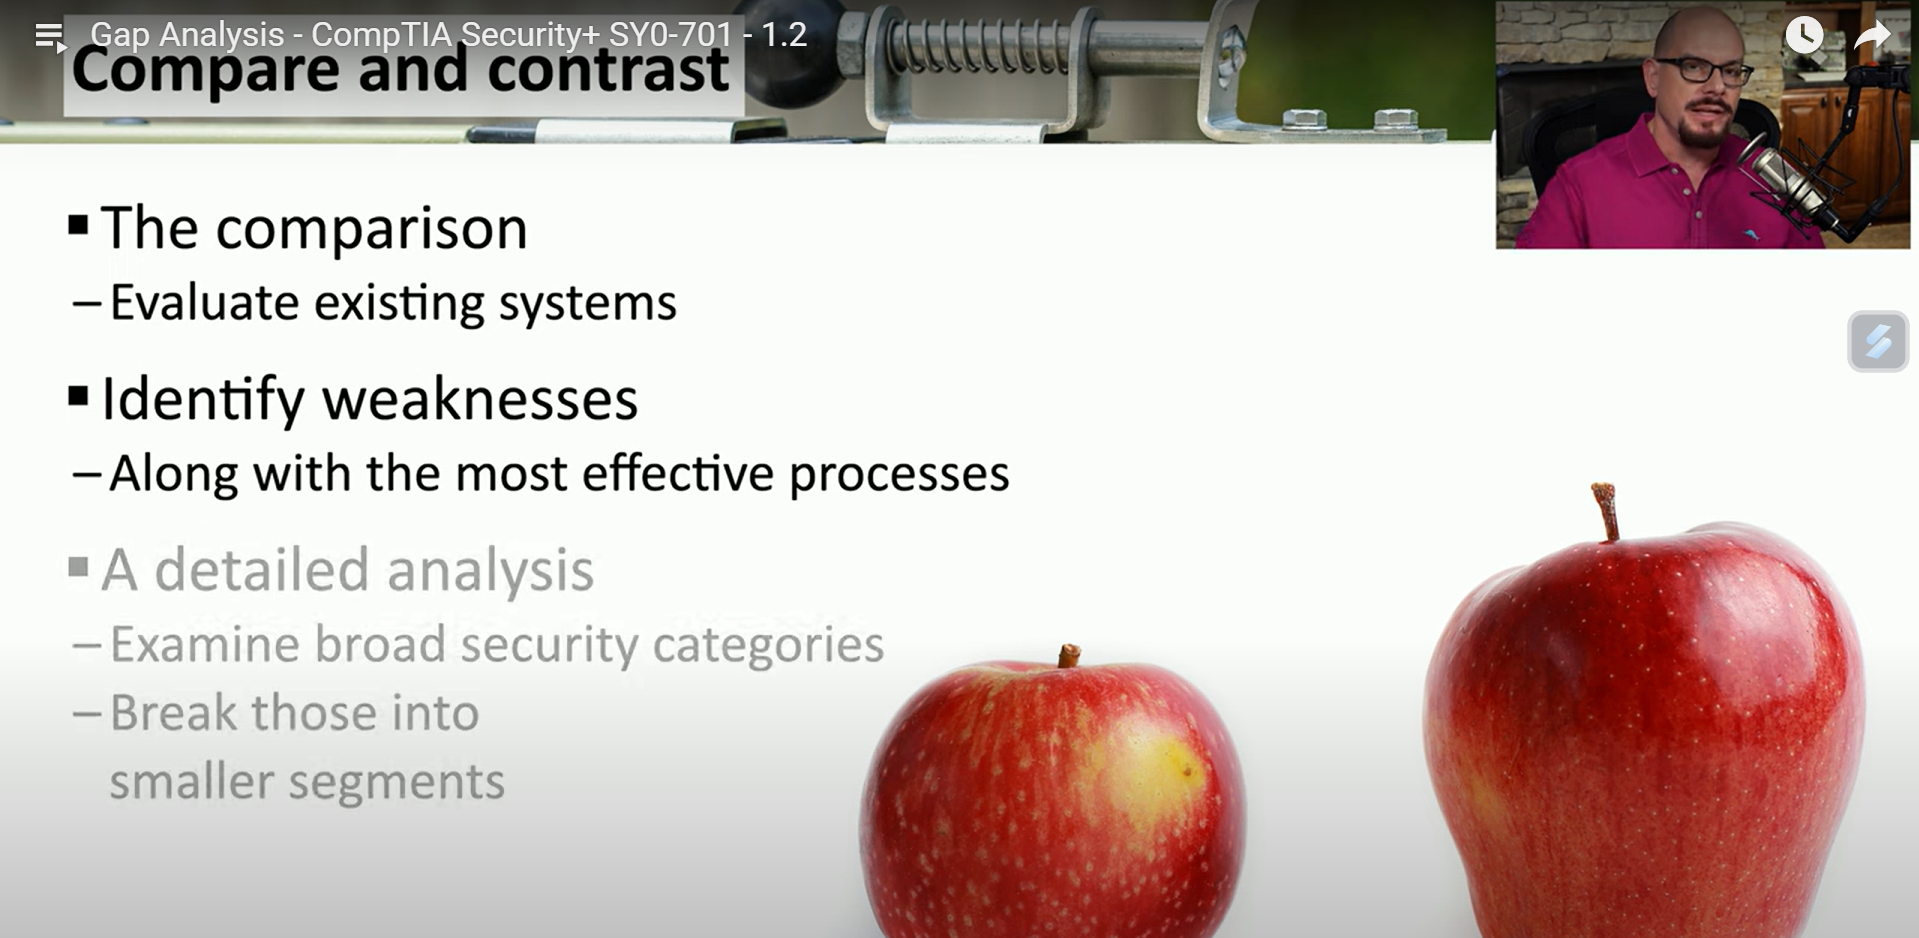 Gap Analysis - CompTIA Security+ SY0-701 - 1.2
Compare and contrast
▪ The comparison
– Evaluate existing systems
▪ Identify weaknesses
– Along with the most effective processes
▪ A detailed analysis
– Examine broad security categories
– Break those into
smaller segments